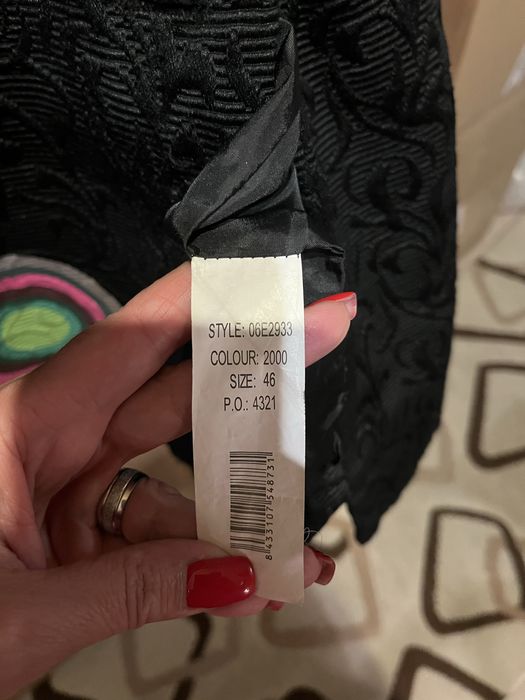 STYLE: 06E2933
COLOUR: 2000
SIZE: 46
P.O.: 4321
8433107548731